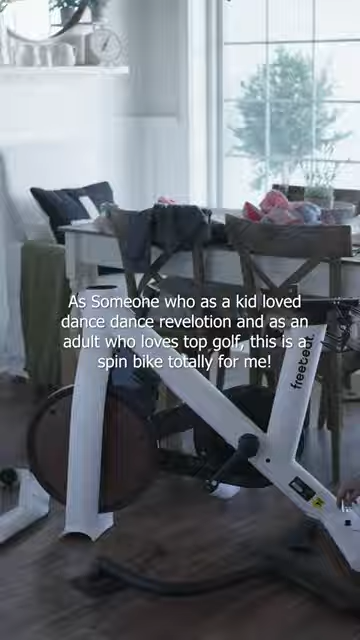 As Someone who as a kid loved
dance dance revelotion and as an
adult who loves top golf, this is a
spin bike totally for me!
freebeat